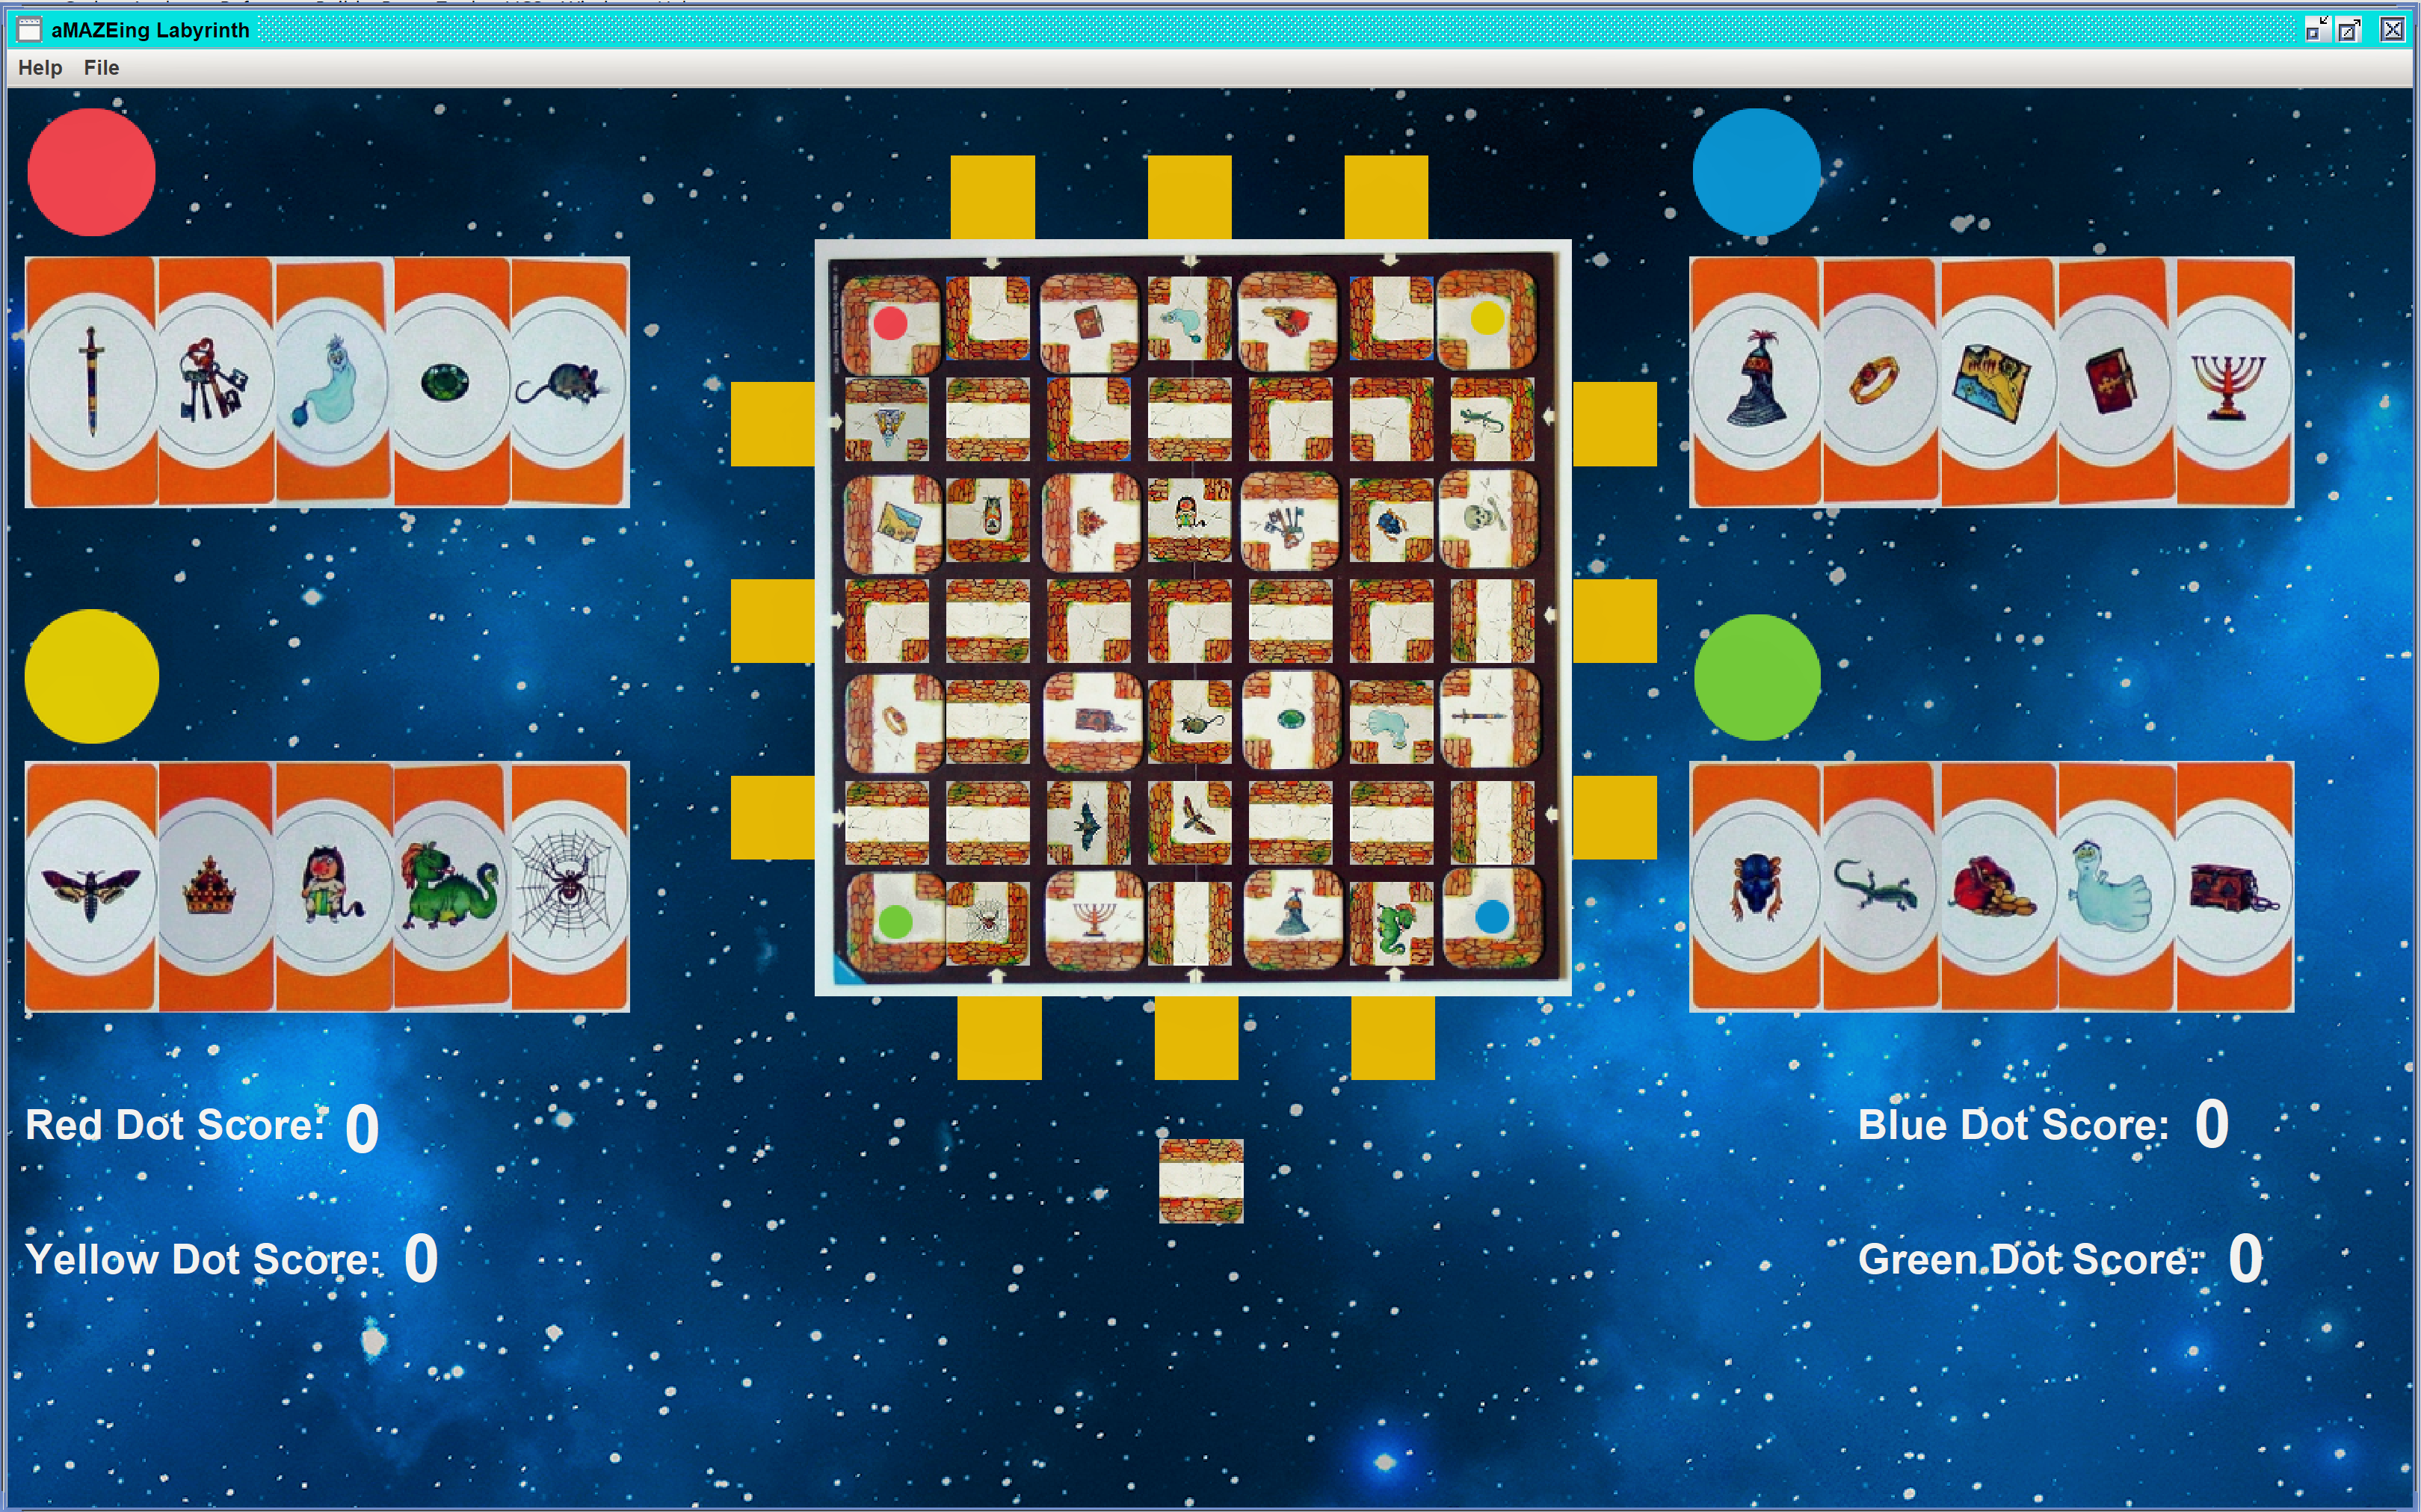 aMAZEing Labyrinth
Help File
Red Dot Score: 0
Yellow Dot Score: 0
Blue Dot Score: 0
Green Dot Score: 0